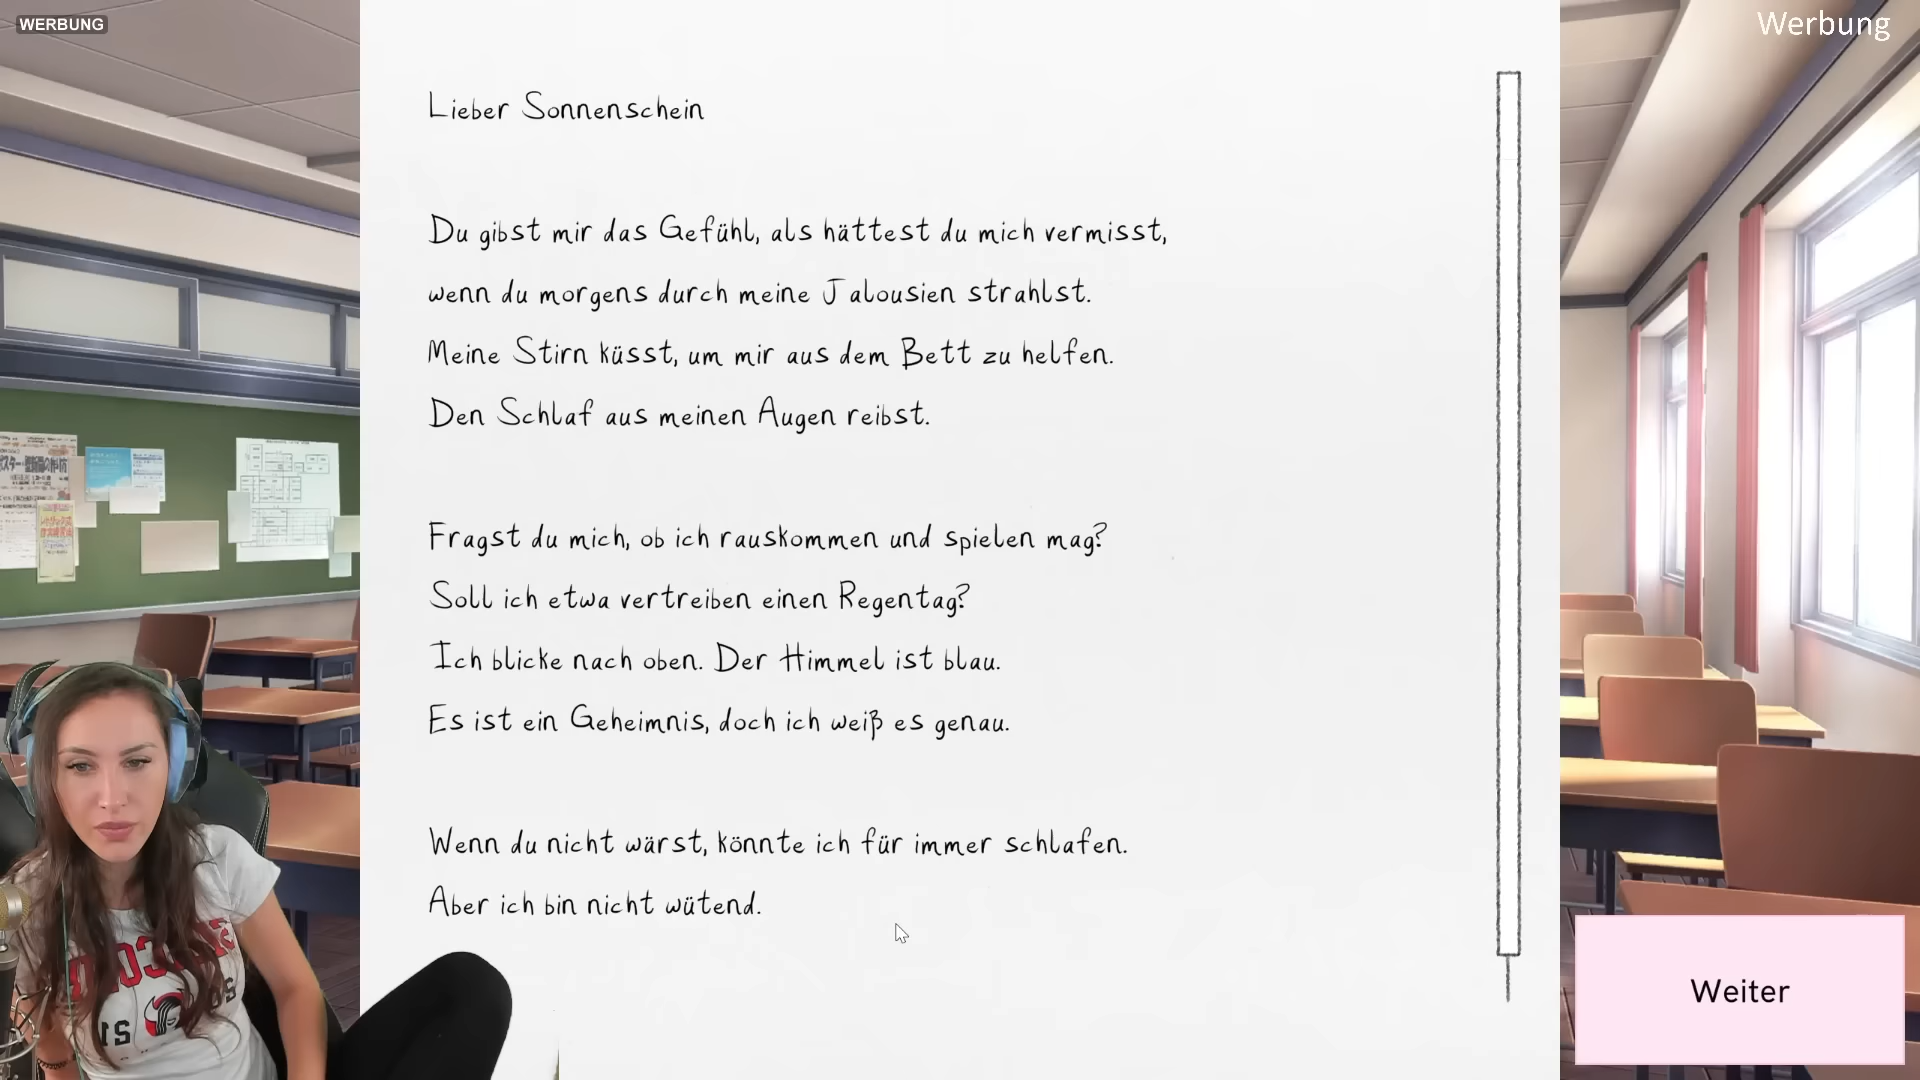 WERBUNG
Werbung
Lieber Sonnenschein
Du gibst mir das Gefühl, als hättest du mich vermisst,
wenn du morgens durch meine Jalousien strahlst.
Meine Stirn küsst, um mir aus dem Bett zu helfen.
Den Schlaf aus meinen Augen reibst.
Fragst du mich, ob ich rauskommen und spielen mag?
Soll ich etwa vertreiben einen Regentag?
Ich blicke nach oben. Der Himmel ist blau.
Es ist ein Geheimnis, doch ich weiß es genau.
Wenn du nicht wärst, könnte ich für immer schlafen.
Aber ich bin nicht wütend.
Weiter